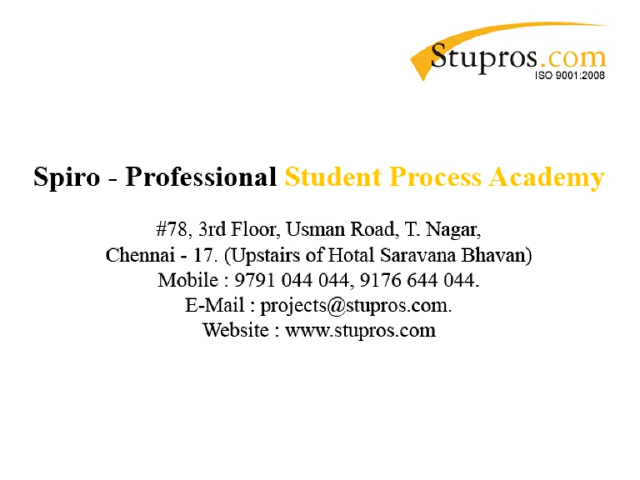 Stupros.com
ISO 9001:2008
Spiro - Professional Student Process Academy
#78, 3rd Floor, Usman Road, T. Nagar,
Chennai - 17. (Upstairs of Hotal Saravana Bhavan)
Mobile : 9791 044 044, 9176 644 044.
E-Mail : projects@stupros.com.
Website : www.stupros.com